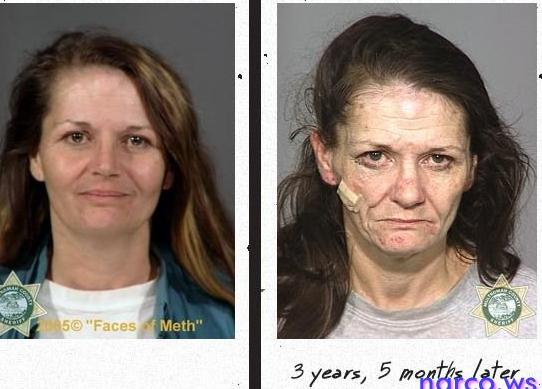 2005© "Faces of Meth"
3 years, 5 months later
narco.ws